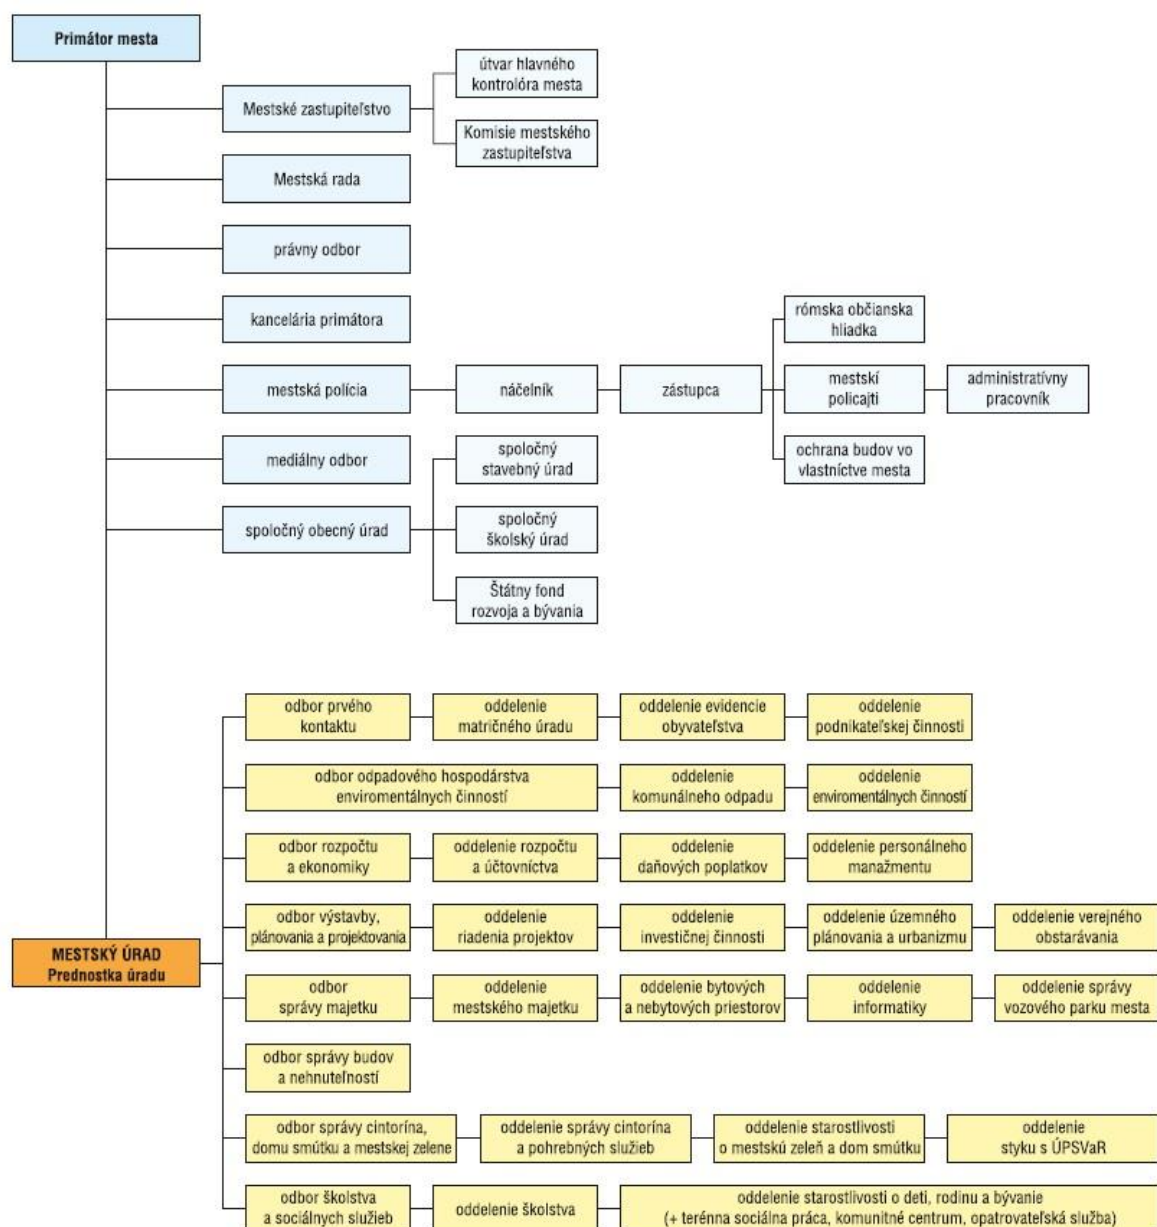 Primátor mesta
Mestské zastupiteľstvo
útvar hlavného
kontrolóra mesta
Komisie mestského
zastupiteľstva
Mestská rada
právny odbor
kancelária primátora
mestská polícia
náčelník
zástupca
rómska občianska
hliadka
mestskí
policajti
administratívny
pracovník
ochrana budov vo
vlastníctve mesta
mediálny odbor
spoločný obecný úrad
spoločný
stavebný úrad
spoločný
školský úrad
Štátny fond
rozvoja a bývania
MESTSKÝ ÚRAD
Prednostka úradu
odbor prvého
kontaktu
oddelenie
matričného úradu
oddelenie evidencie
obyvateľstva
oddelenie
podnikateľskej činnosti
odbor odpadového hospodárstva
enviromentálnych činností
oddelenie
komunálneho odpadu
oddelenie
enviromentálnych činností
odbor rozpočtu
a ekonomiky
oddelenie rozpočtu
a účtovníctva
oddelenie
daňových poplatkov
oddelenie personálneho
manažmentu
odbor výstavby,
plánovania a projektovania
oddelenie
riadenia projektov
oddelenie
investičnej činnosti
oddelenie územného
plánovania a urbanizmu
oddelenie verejného
obstarávania
odbor
správy majetku
oddelenie
mestského majetku
oddelenie bytových
a nebytových priestorov
oddelenie
informatiky
oddelenie správy
vozového parku mesta
odbor správy budov
a nehnuteľností
odbor správy cintorína,
domu smútku a mestskej zelene
oddelenie správy cintorína
a pohrebných služieb
oddelenie starostlivosti
o mestskú zeleň a dom smútku
oddelenie
styku s ÚPSVaR
odbor školstva
a sociálnych služieb
oddelenie školstva
oddelenie starostlivosti o deti, rodinu a bývanie
(+ terénna sociálna práca, komunitné centrum, opatrovateľská služba)